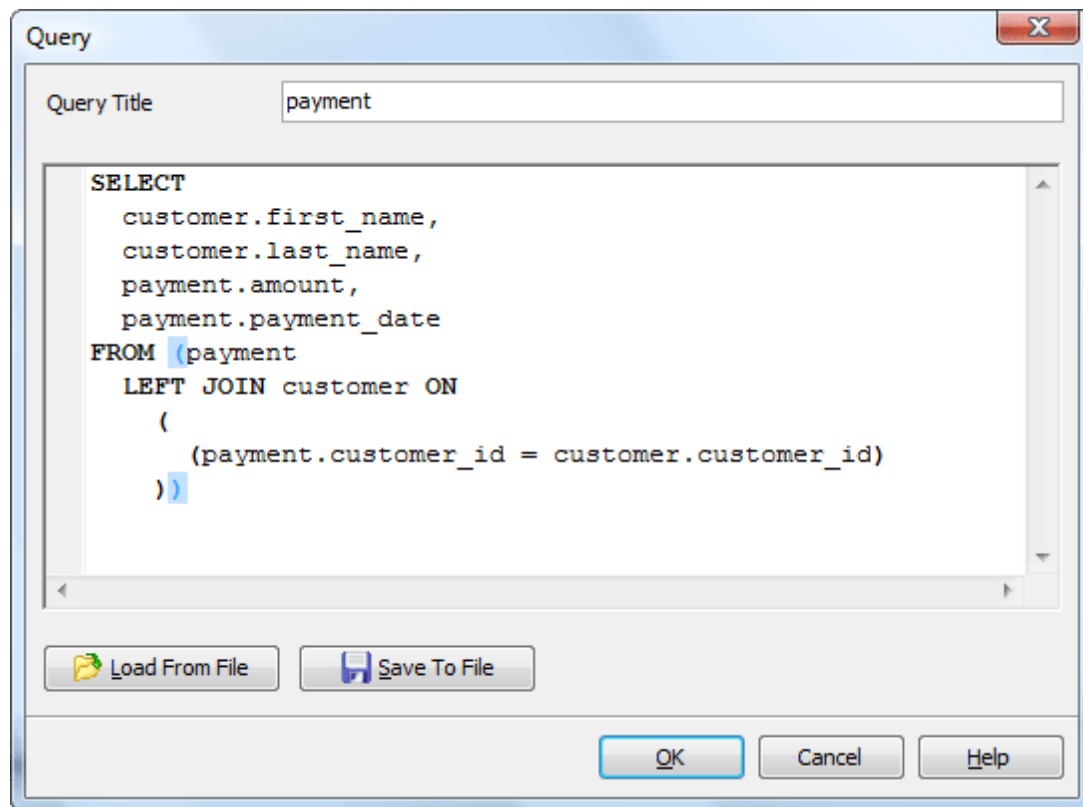 Query
Query Title payment
SELECT
customer.first_name,
customer.last_name,
payment.amount,
payment.payment_date
FROM (payment
LEFT JOIN customer ON
(
(payment.customer_id = customer.customer_id)
))
Load From File Save To File
OK Cancel Help